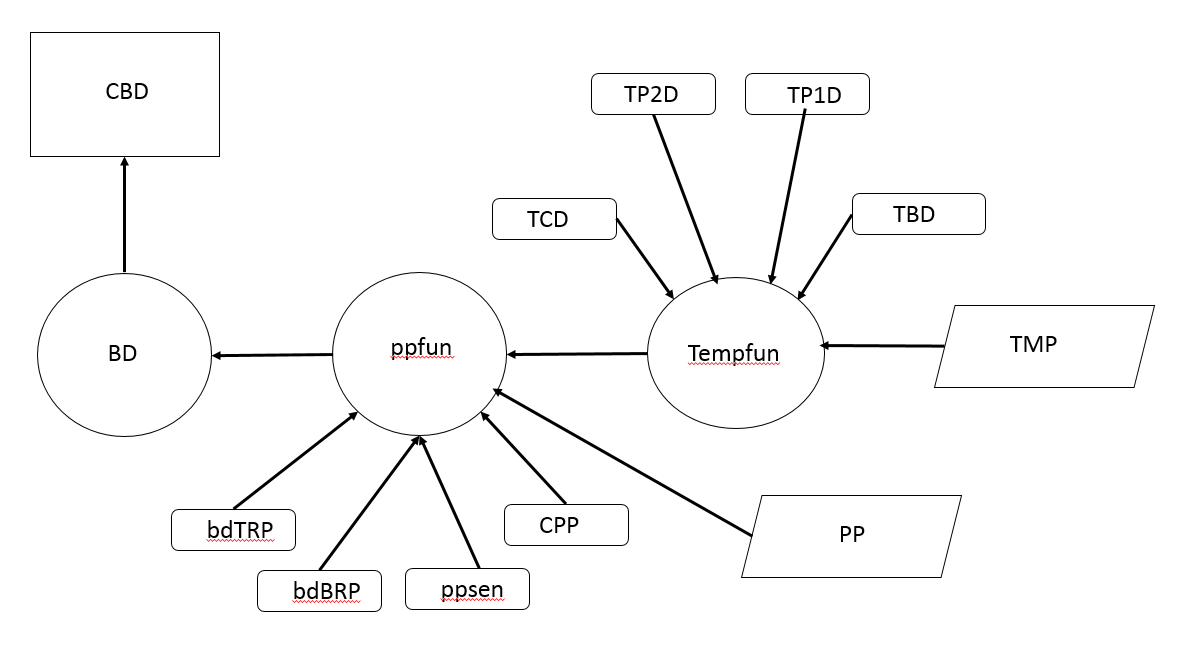 CBD
TP2D
TP1D
TCD
TBD
BD
ppfun
Tempfun
TMP
bdTRP
CPP
PP
bdBRP
ppsen